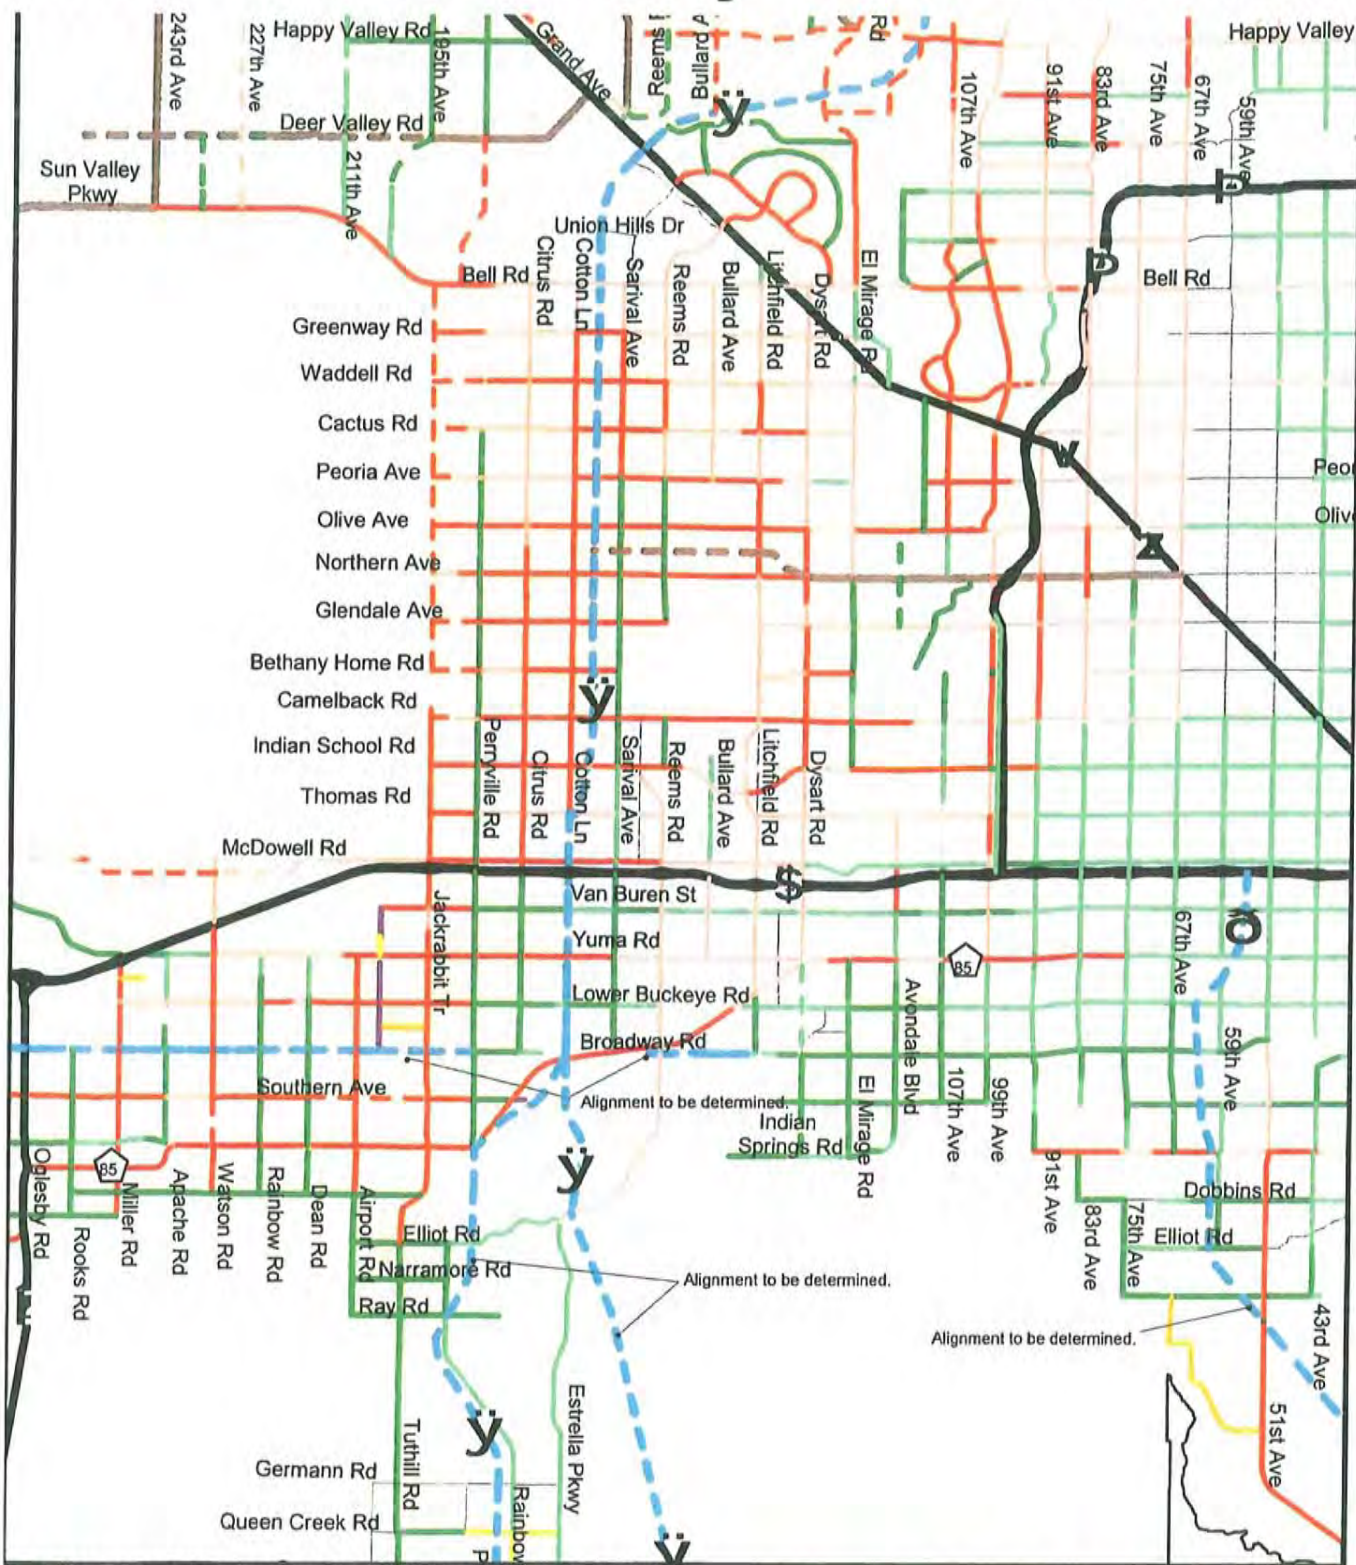 Happy Valley Rd
Grand Ave
Reems
Bullard A
Rd
Happy Valley
243rd Ave
227th Ave
195th Ave
107th Ave
91st Ave
83rd Ave
75th Ave
67th Ave
59th Ave
Deer Valley Rd
211th Ave
Sun Valley
Pkwy
Union Hills Dr
Bell Rd
Citrus Rd
Cotton Ln
Sarival Ave
Reems Rd
Bullard Ave
Litchfield Rd
Dysart Rd
El Mirage Rd
Bell Rd
Greenway Rd
Waddell Rd
Cactus Rd
Peoria Ave
Peor
Olive Ave
Olive
Northern Ave
Glendale Ave
Bethany Home Rd
Camelback Rd
Indian School Rd
Perryville Rd
Citrus Rd
Cotton Ln
Sarival Ave
Reems Rd
Bullard Ave
Litchfield Rd
Dysart Rd
Thomas Rd
McDowell Rd
Van Buren St
Jackrabbit Tr
Yuma Rd
85
67th Ave
Lower Buckeye Rd
Avondale Blvd
Broadway Rd
59th Ave
Southern Ave
Alignment to be determined.
El Mirage Rd
107th Ave
99th Ave
Indian
Springs Rd
85
Oglesby Rd
Rooks Rd
Miller Rd
Apache Rd
Watson Rd
Rainbow Rd
Dean Rd
Airport Rd
91st Ave
83rd Ave
75th Ave
Dobbins Rd
Elliot Rd
Elliot Rd
Narramore Rd
Alignment to be determined.
Ray Rd
Alignment to be determined.
43rd Ave
Tuthill Rd
Estrella Pkwy
51st Ave
Germann Rd
Rainbow
P
Queen Creek Rd
ÿ
ÿ
ÿ
ÿ